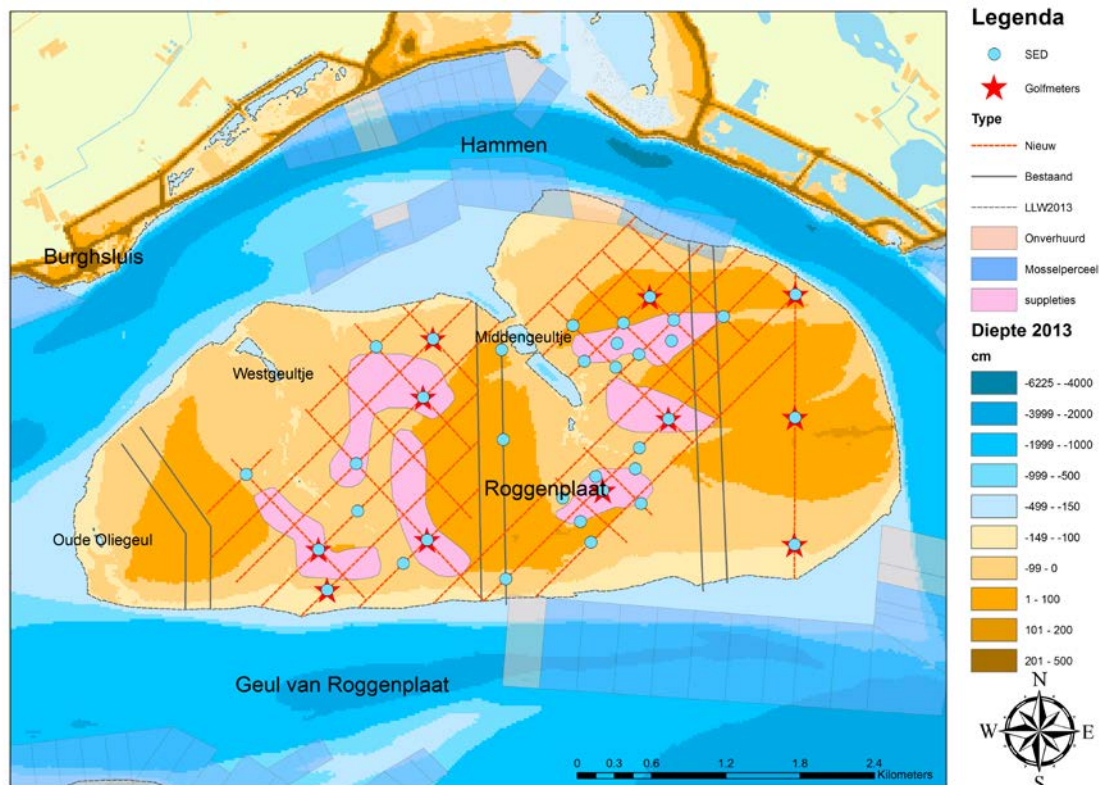 Hammen
Burghsluis
Middengeultje
Westgeultje
Roggenplaat
Oude Oliegeul
Geul van Roggenplaat
0 0.3 0.6 1.2 1.8 2.4
Kilometers
Legenda
SED
Golfmeters
Type
Nieuw
Bestaand
LLW2013
Onverhuurd
Mosselperceel
suppleties
Diepte 2013
cm
-6225 - -4000
-3999 - -2000
-1999 - -1000
-999 - -500
-499 - -150
-149 - -100
-99 - 0
1 - 100
101 - 200
201 - 500
N
W E
S